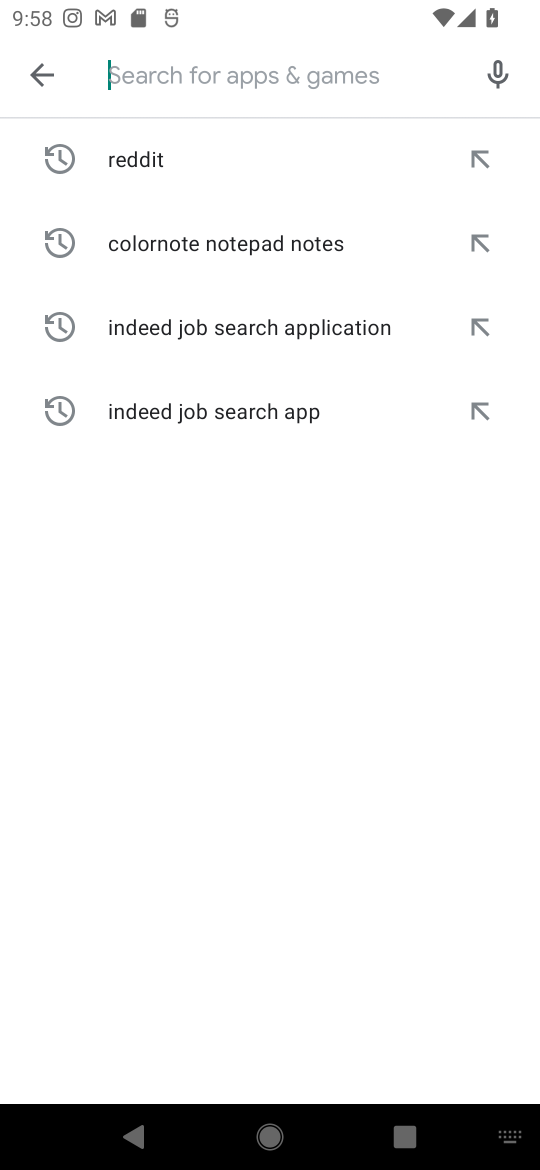 9:58
Search for apps & games
reddit
colornote notepad notes
indeed job search application
indeed job search app